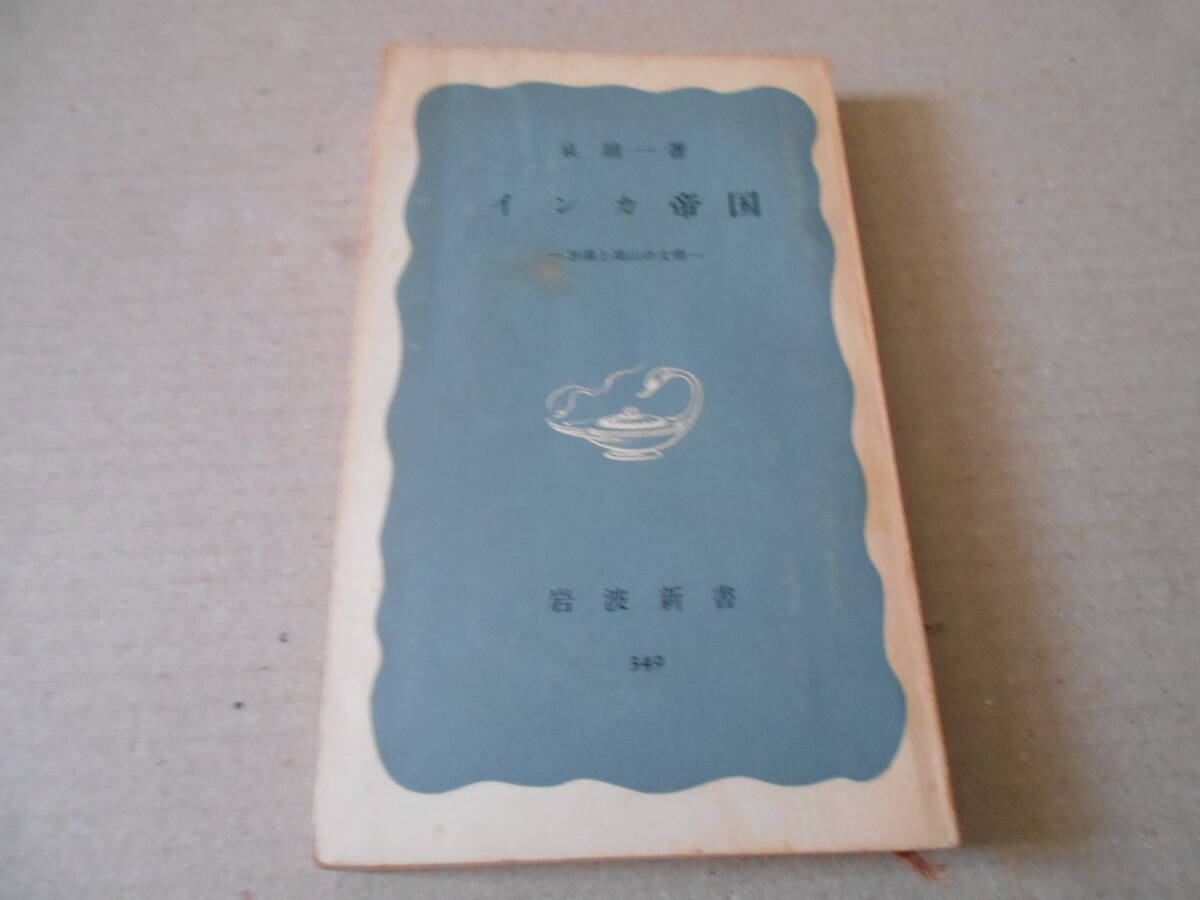 泉靖一著
インカ帝国
—砂漠と高山の文明—
岩波新書
349